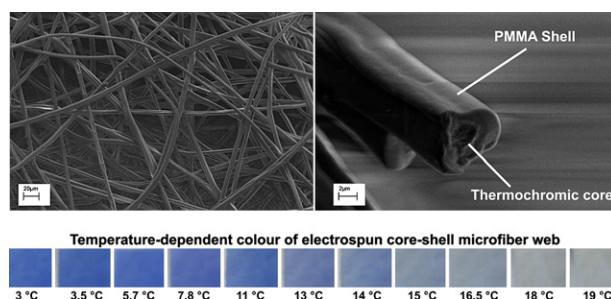 PMMA Shell
Thermochromic core
20µm
2µm
Temperature-dependent colour of electrospun core-shell microfiber web
3 °C 3.5 °C 5.7 °C 7.8 °C 11 °C 13 °C 14 °C 15 °C 16.5 °C 18 °C 19 °C